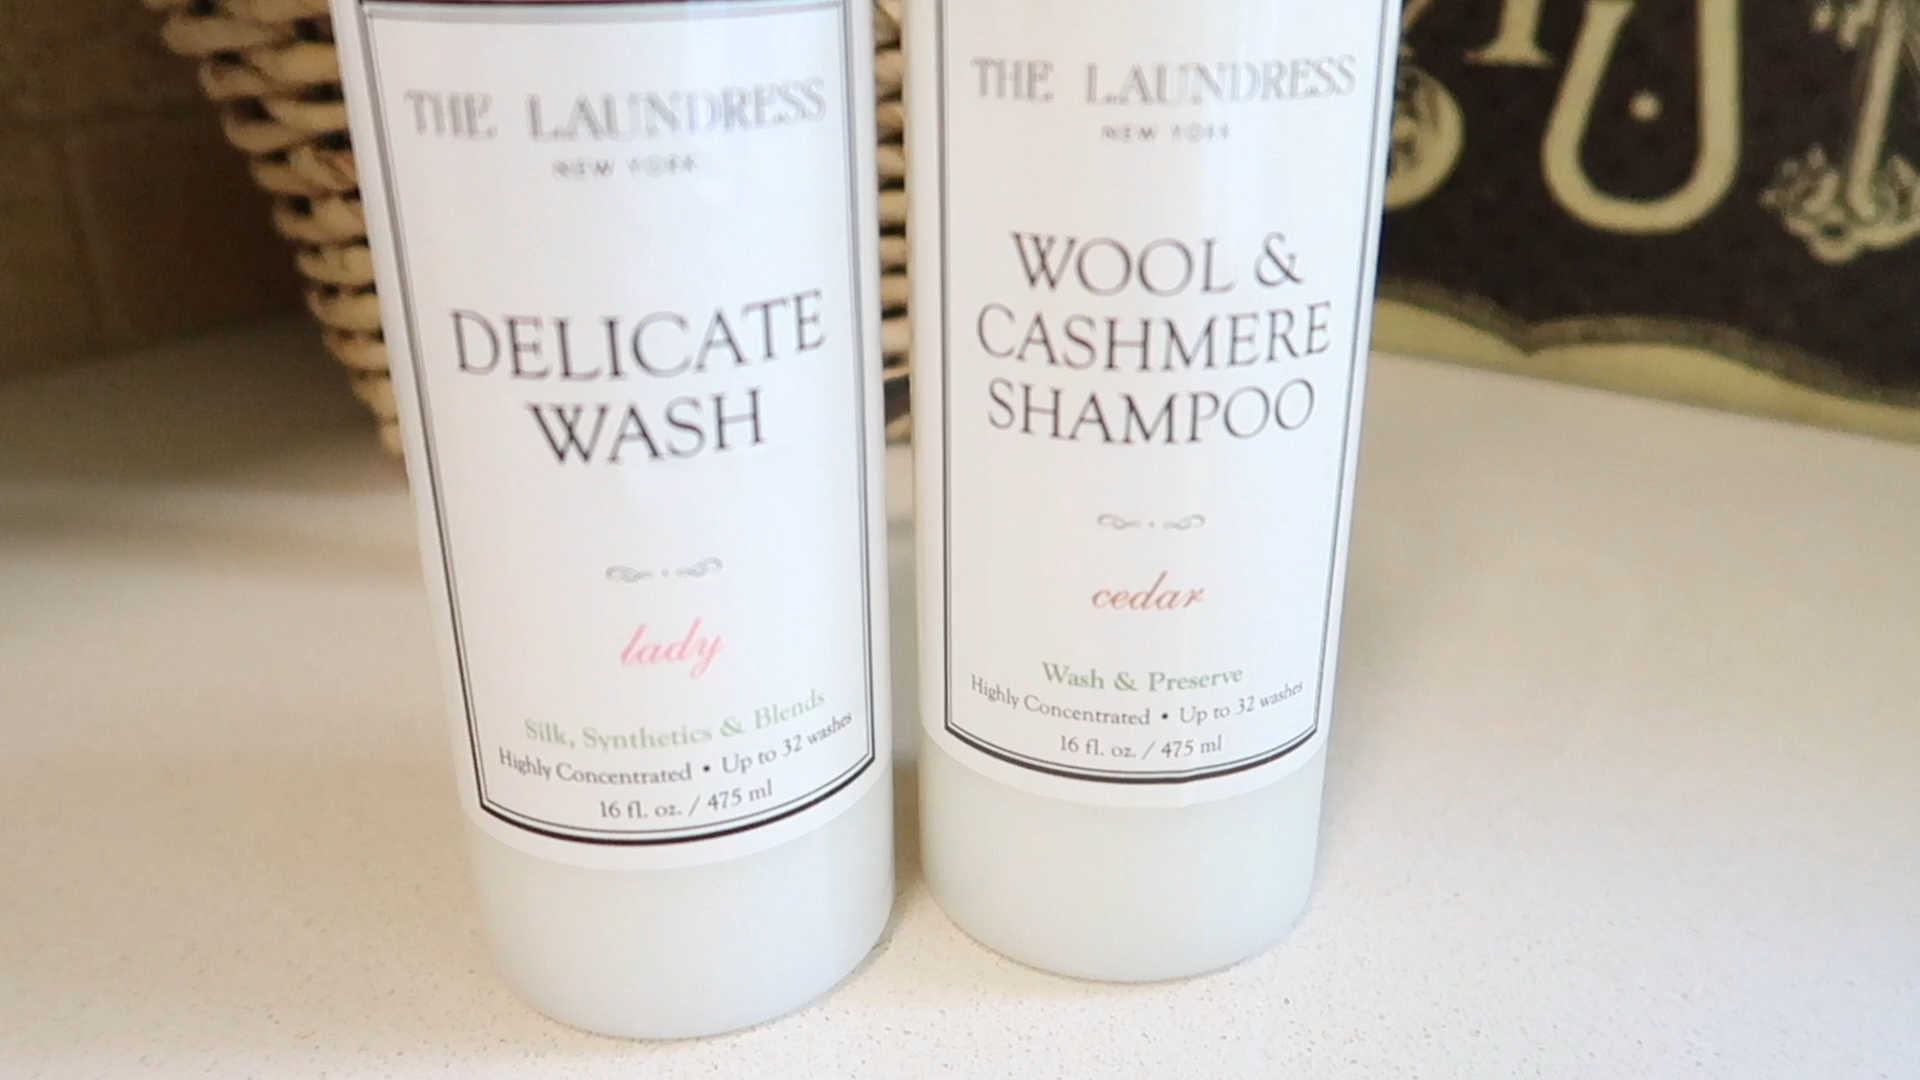 THE LAUNDRESS
NEW YORK
DELICATE
WASH
lady
Silk, Synthetics & Blends
Highly Concentrated • Up to 32 washes
16 fl. oz. / 475 ml
THE LAUNDRESS
NEW YORK
WOOL &
CASHMERE
SHAMPOO
cedar
Wash & Preserve
Highly Concentrated • Up to 32 washes
16 fl. oz. / 475 ml